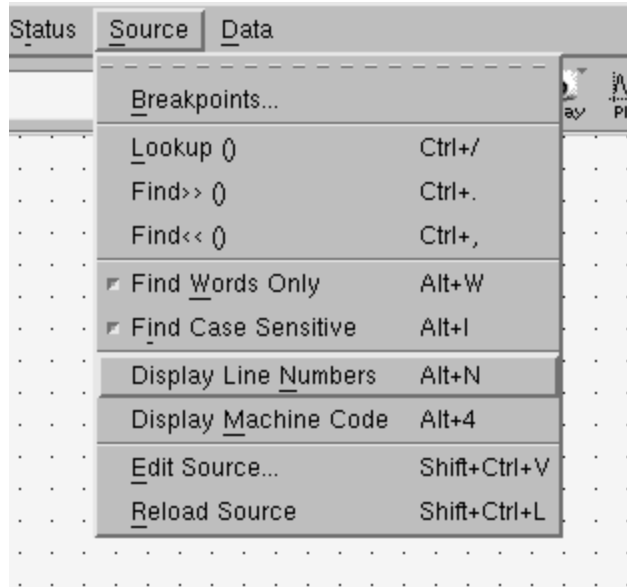 Status Source Data
Breakpoints...
ay
Lookup () Ctrl+/
Find>> () Ctrl+.
Find<< () Ctrl+,
Find Words Only Alt+W
Find Case Sensitive Alt+I
Display Line Numbers Alt+N
Display Machine Code Alt+4
Edit Source... Shift+Ctrl+V
Reload Source Shift+Ctrl+L